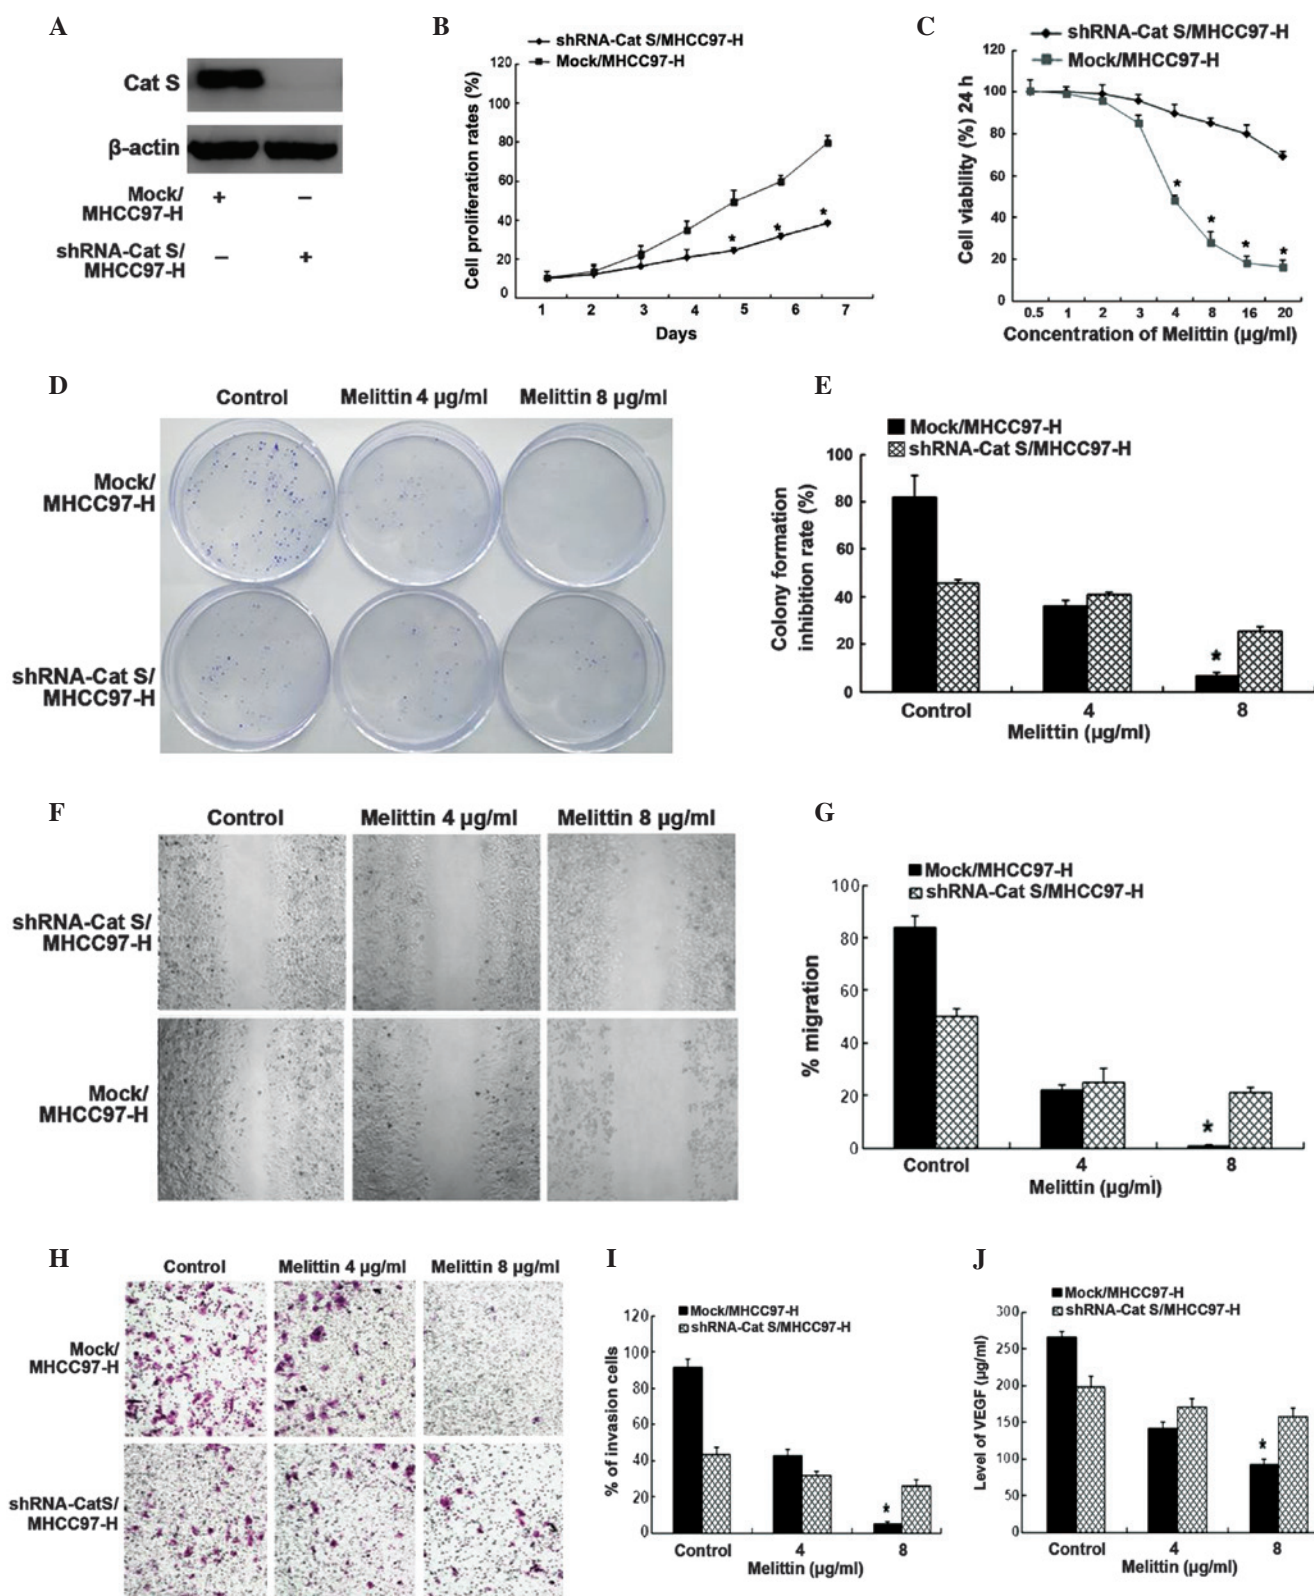 A
Cat S
β-actin
Mock/
MHCC97-H
+
–
shRNA-Cat S/
MHCC97-H
–
+
B
shRNA-Cat S/MHCC97-H
Mock/MHCC97-H
Cell proliferation rates (%)
120
100
80
60
40
20
0
1 2 3 4 5 6 7
* * *
Days
C
shRNA-Cat S/MHCC97-H
Mock/MHCC97-H
Cell viability (%) 24 h
120
100
80
60
40
20
0
* * * *
0.5 1 2 3 4 8 16 20
Concentration of Melittin (µg/ml)
D
Control Melittin 4 µg/ml Melittin 8 µg/ml
Mock/
MHCC97-H
shRNA-Cat S/
MHCC97-H
E
Mock/MHCC97-H
shRNA-Cat S/MHCC97-H
Colony formation
inhibition rate (%)
100
80
60
40
20
0
*
Control 4 8
Melittin (µg/ml)
F
Control Melittin 4 µg/ml Melittin 8 µg/ml
shRNA-Cat S/
MHCC97-H
Mock/
MHCC97-H
G
Mock/MHCC97-H
shRNA-Cat S/MHCC97-H
% migration
100
80
60
40
20
0
*
Control 4 8
Melittin (µg/ml)
H
Control Melittin 4 µg/ml Melittin 8 µg/ml
Mock/
MHCC97-H
shRNA-CatS/
MHCC97-H
I
Mock/MHCC97-H
shRNA-Cat S/MHCC97-H
% of invasion cells
120
100
80
60
40
20
0
*
Control 4 8
Melittin (µg/ml)
J
Mock/MHCC97-H
shRNA-Cat S/MHCC97-H
Level of VEGF (µg/ml)
300
250
200
150
100
50
0
*
Control 4 8
Melittin (µg/ml)